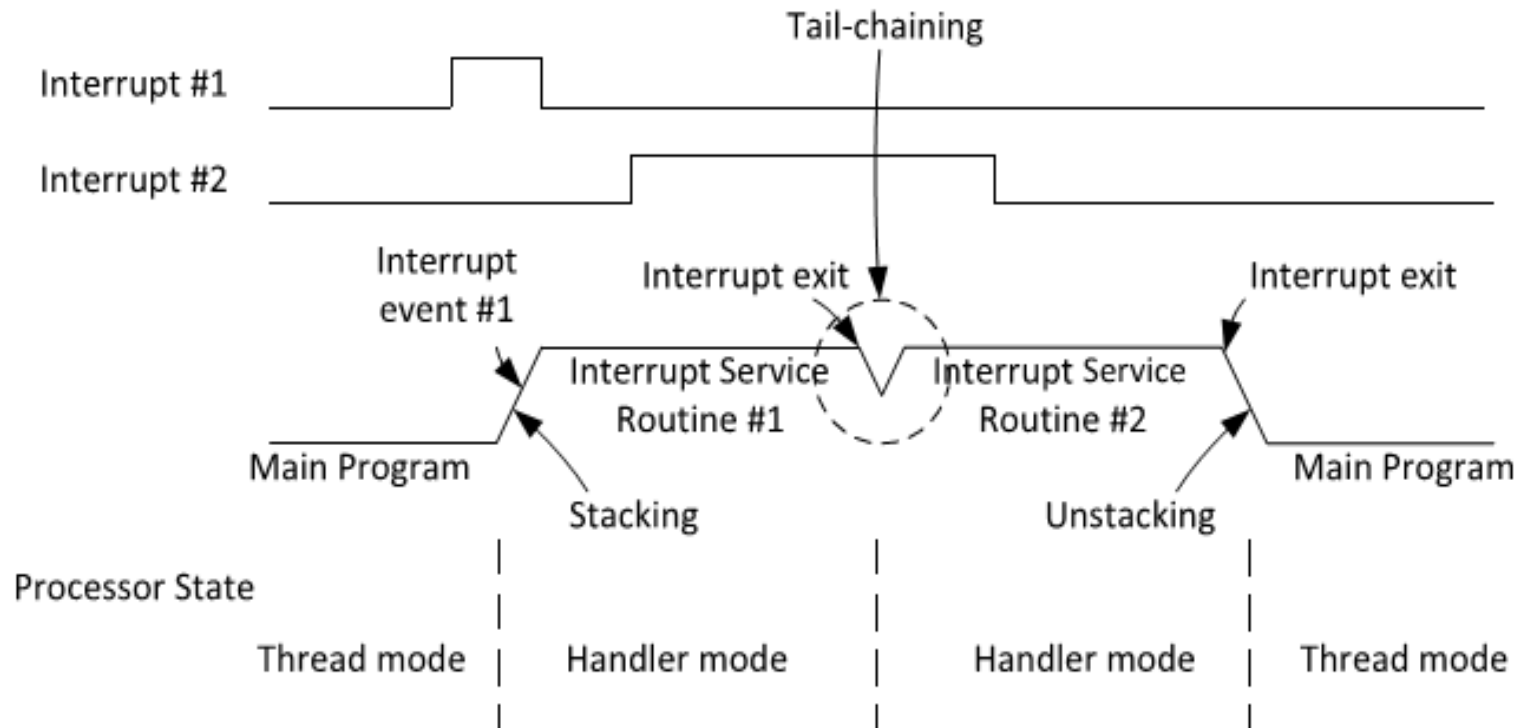 Tail-chaining
Interrupt #1
Interrupt #2
Interrupt
event #1
Interrupt exit
Interrupt exit
Interrupt Service
Routine #1
Interrupt Service
Routine #2
Main Program
Main Program
Stacking
Unstacking
Processor State
Thread mode
Handler mode
Handler mode
Thread mode